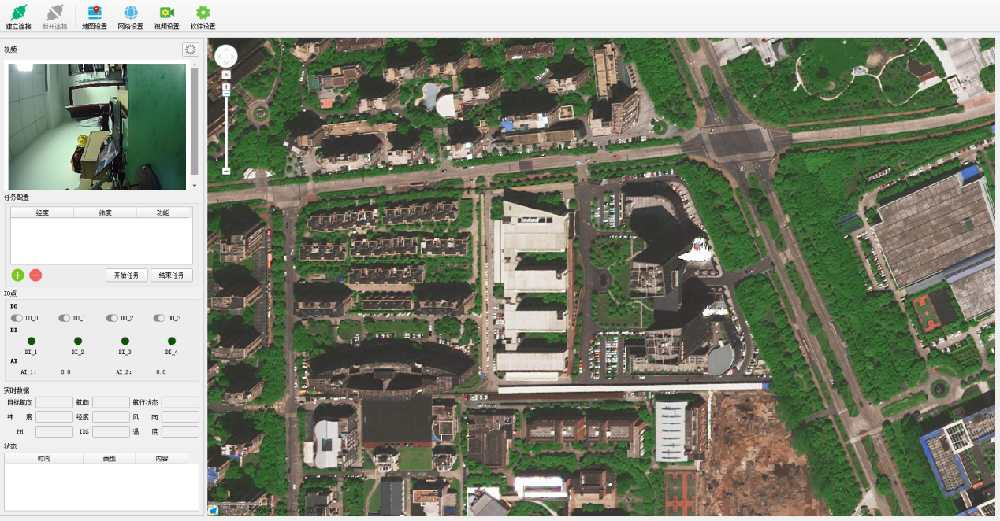 建立连接 断开连接 地图设置 网络设置 视频设置 软件设置
视频
任务配置
经度 纬度 功能
开始任务 结束任务
IO点
DO
DO_0 DO_1 DO_2 DO_3
DI
DI_1 DI_2 DI_3 DI_4
AI
AI_1: 0.0 AI_2: 0.0
实时数据
目标航向 航向 航行状态
纬 度 经度 风 向
PH TDS 温 度
状态
时间 类型 内容